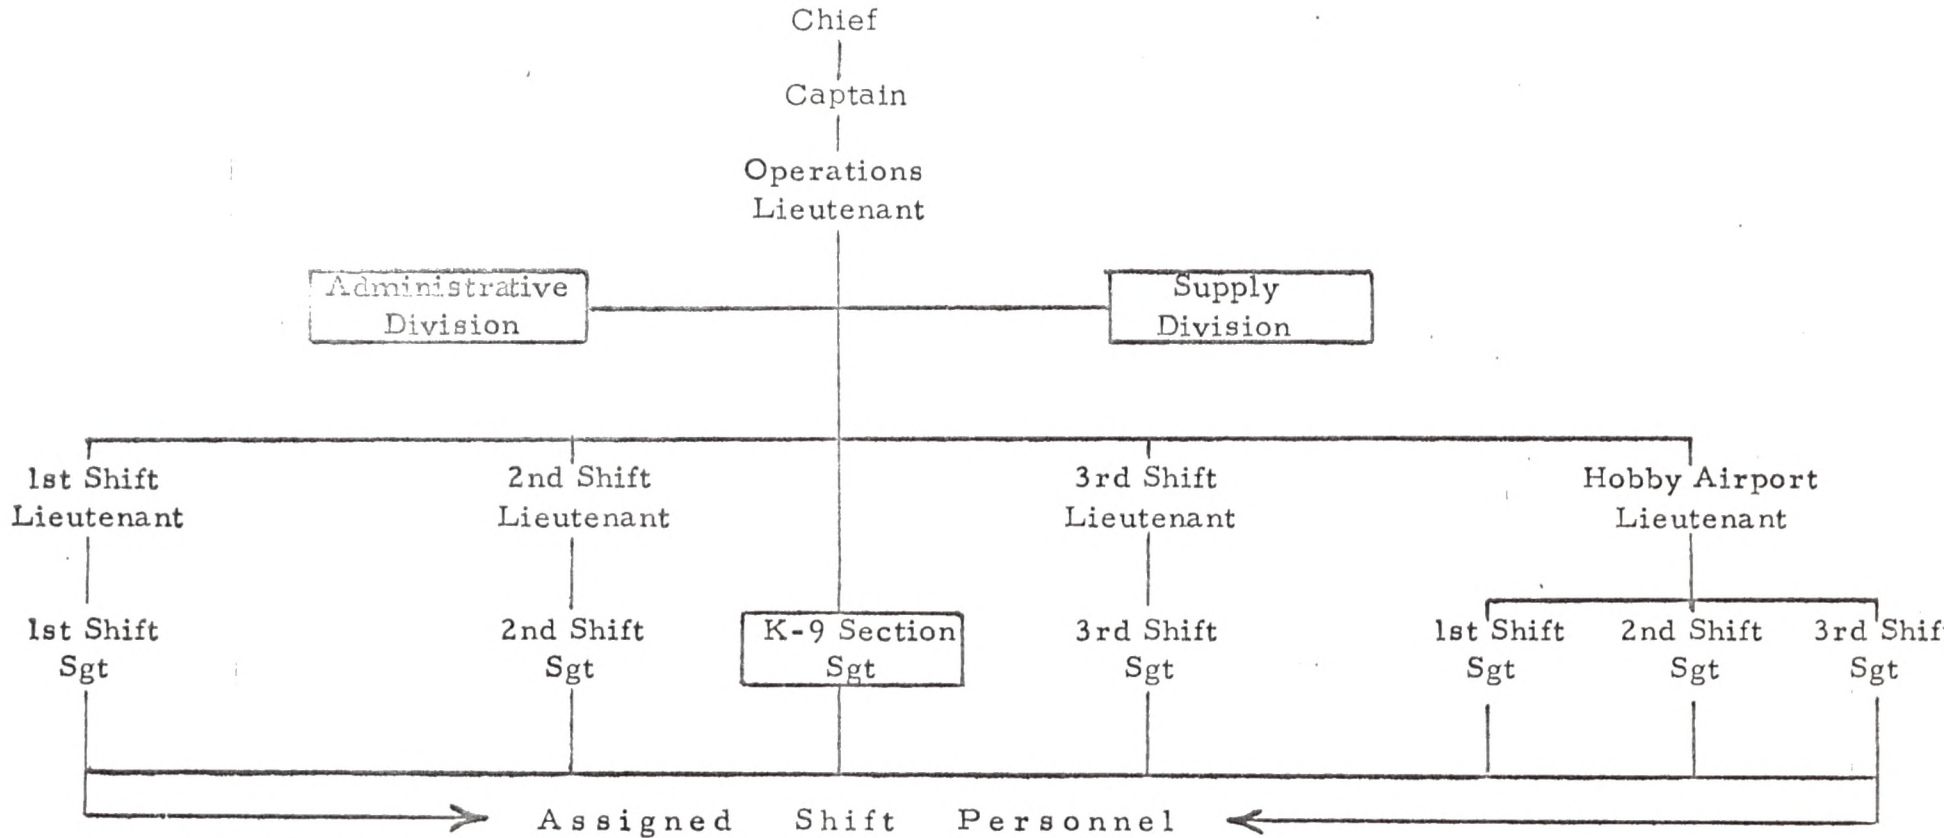 Chief
Captain
Operations
Lieutenant
Administrative
Division
Supply
Division
1st Shift
Lieutenant
2nd Shift
Lieutenant
3rd Shift
Lieutenant
Hobby Airport
Lieutenant
1st Shift
Sgt
2nd Shift
Sgt
K-9 Section
Sgt
3rd Shift
Sgt
1st Shift
Sgt
2nd Shift
Sgt
3rd Shif
Sgt
Assigned Shift Personnel